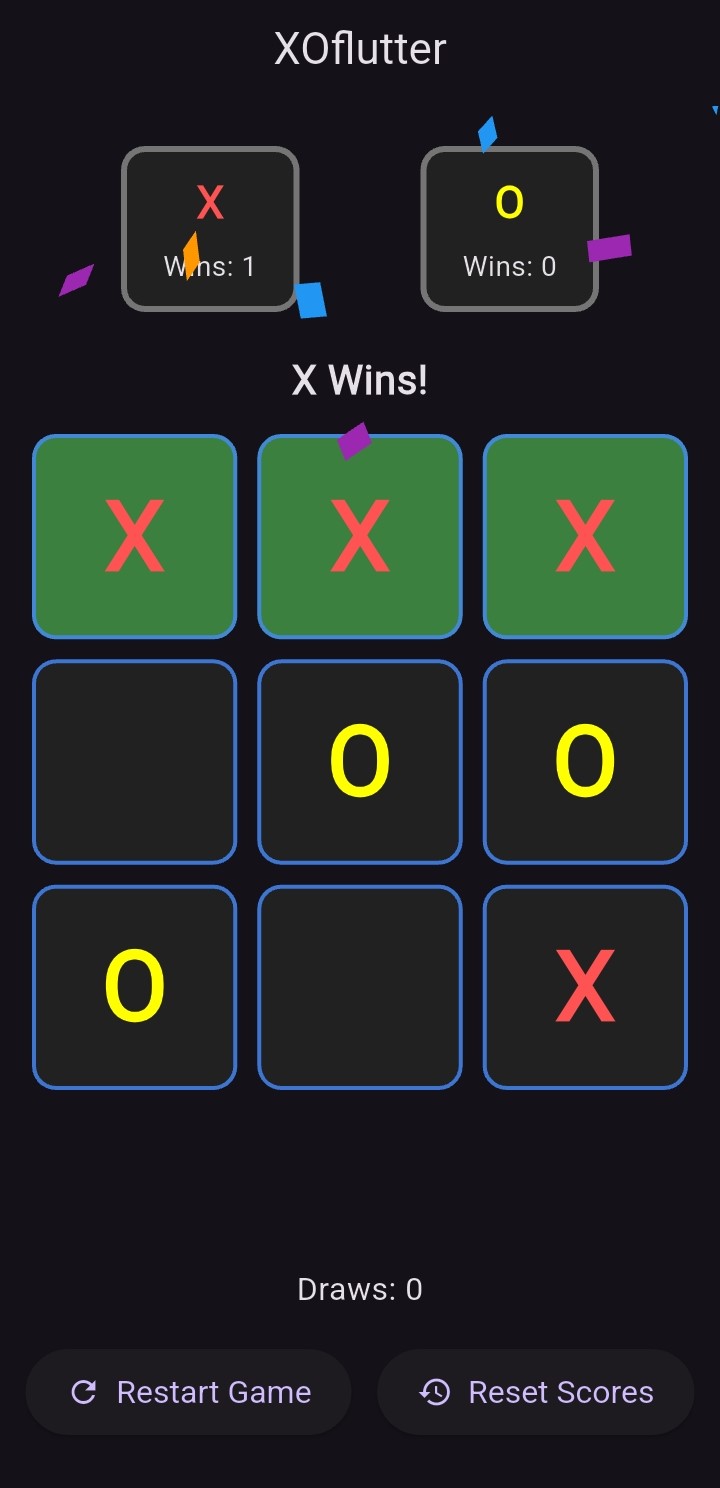 XOflutter
X O
Wins: 1 Wins: 0
X Wins!
X X X
O O
O X
Draws: 0
Restart Game Reset Scores